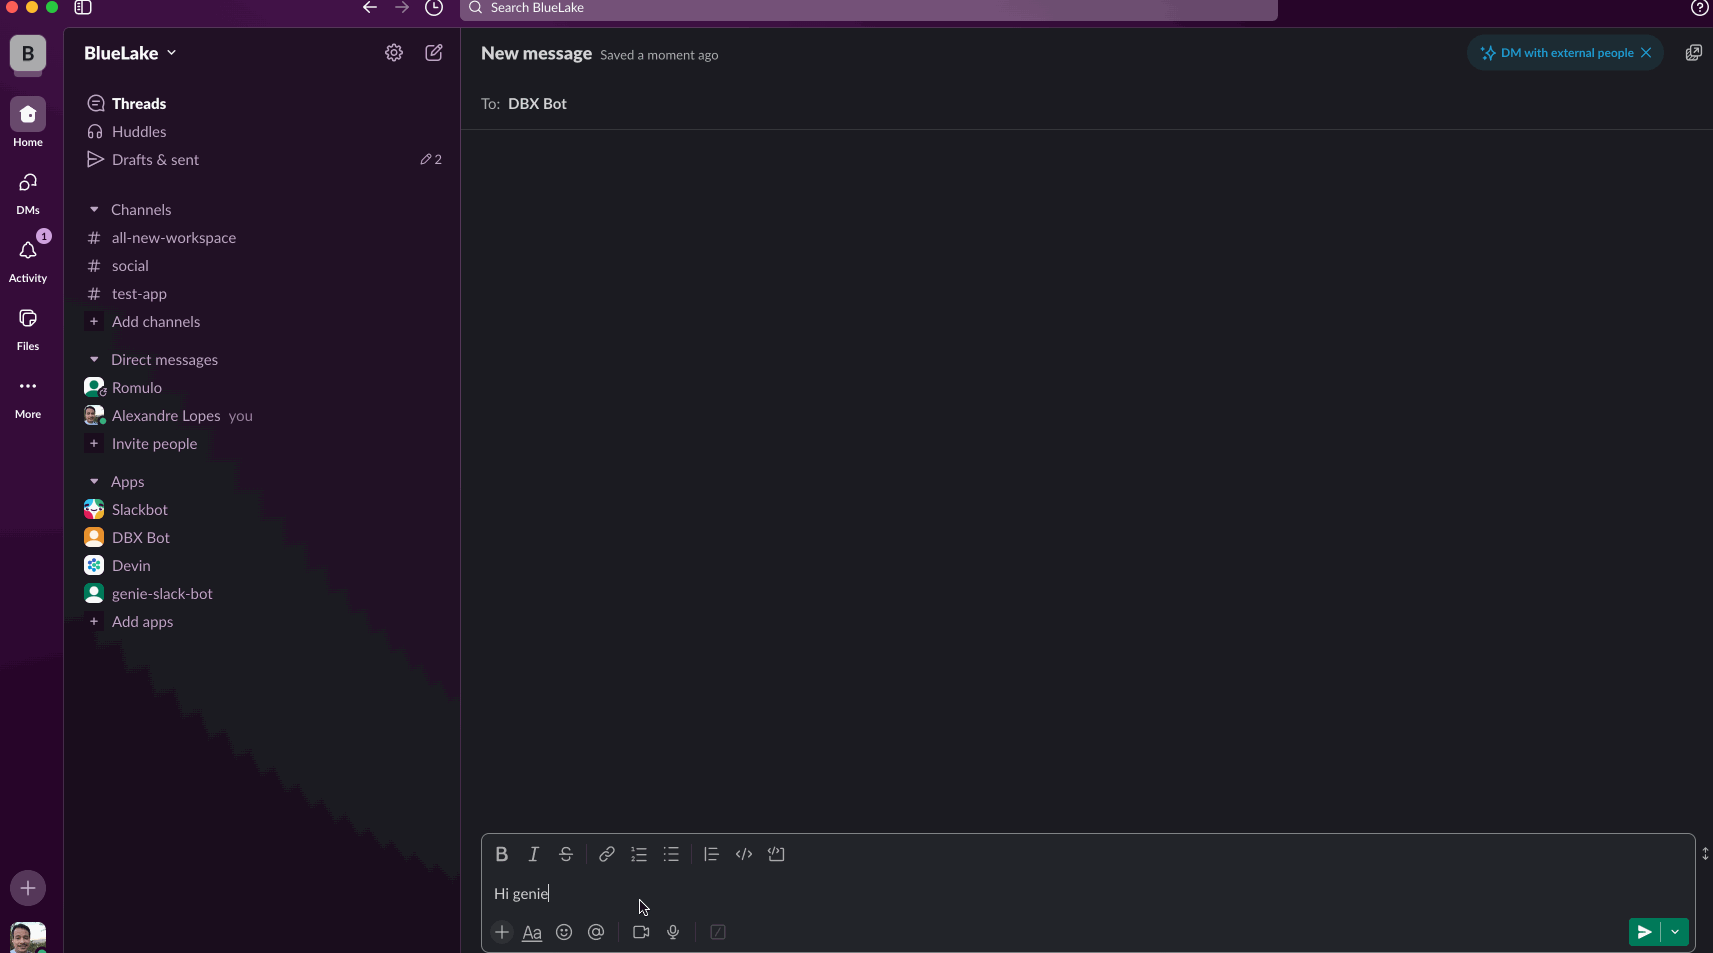 Search BlueLake
B
BlueLake
New message Saved a moment ago
DM with external people
To: DBX Bot
Home
DMs
1
Activity
Files
More
Threads
Huddles
Drafts & sent 2
Channels
# all-new-workspace
# social
# test-app
+ Add channels
Direct messages
Romulo
Alexandre Lopes you
+ Invite people
Apps
Slackbot
DBX Bot
Devin
genie-slack-bot
+ Add apps
B I S
Hi genie
Aa